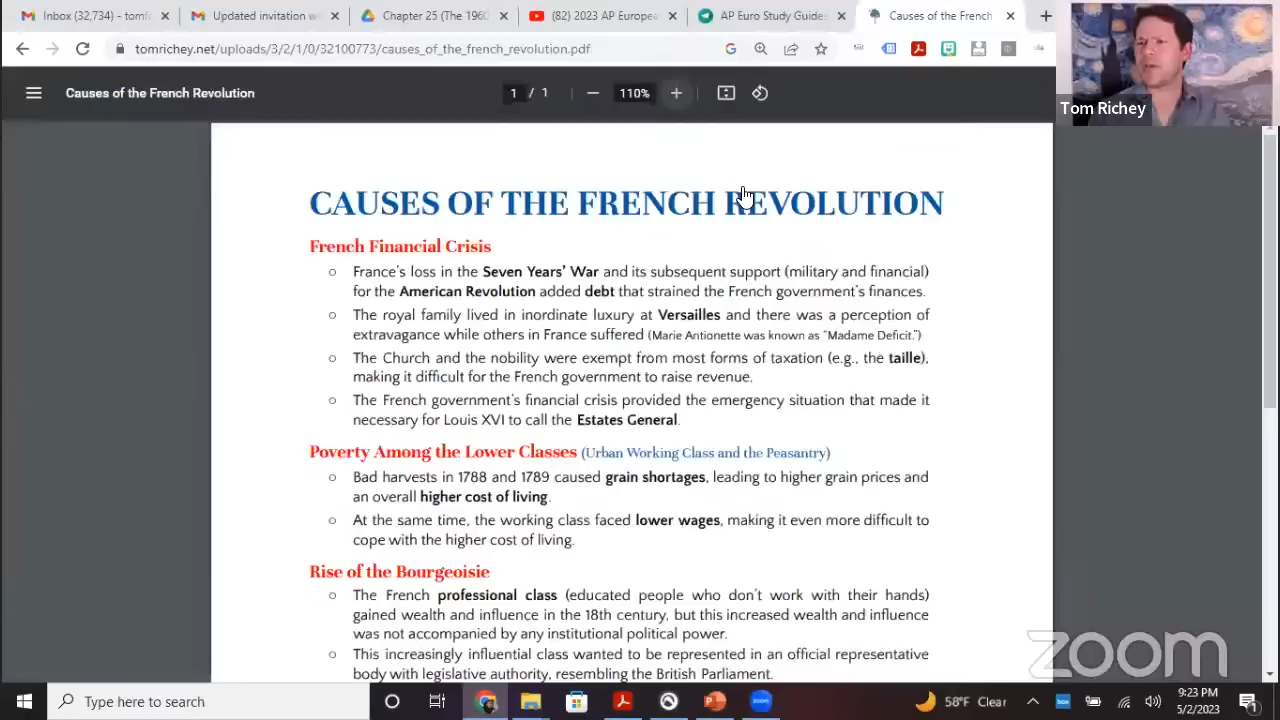 Inbox (32,734) - tomfo
Updated invitation w
Chapter 25 (The 1960
(82) 2023 AP Europea
AP Euro Study Guide
Causes of the French
tomrichey.net/uploads/3/2/1/0/32100773/causes_of_the_french_revolution.pdf
Tom Richey
Causes of the French Revolution
1 / 1
110%
CAUSES OF THE FRENCH REVOLUTION
French Financial Crisis
France's loss in the Seven Years' War and its subsequent support (military and financial)
for the American Revolution added debt that strained the French government's finances.
The royal family lived in inordinate luxury at Versailles and there was a perception of
extravagance while others in France suffered (Marie Antionette was known as "Madame Deficit.")
The Church and the nobility were exempt from most forms of taxation (e.g., the taille),
making it difficult for the French government to raise revenue.
The French government's financial crisis provided the emergency situation that made it
necessary for Louis XVI to call the Estates General.
Poverty Among the Lower Classes (Urban Working Class and the Peasantry)
Bad harvests in 1788 and 1789 caused grain shortages, leading to higher grain prices and
an overall higher cost of living.
At the same time, the working class faced lower wages, making it even more difficult to
cope with the higher cost of living.
Rise of the Bourgeoisie
The French professional class (educated people who don't work with their hands)
gained wealth and influence in the 18th century, but this increased wealth and influence
was not accompanied by any institutional political power.
This increasingly influential class wanted to be represented in an official representative
body with legislative authority, resembling the British Parliament.
zoom
Type here to search
zoom
58°F Clear
box
9:23 PM
5/2/2023
1